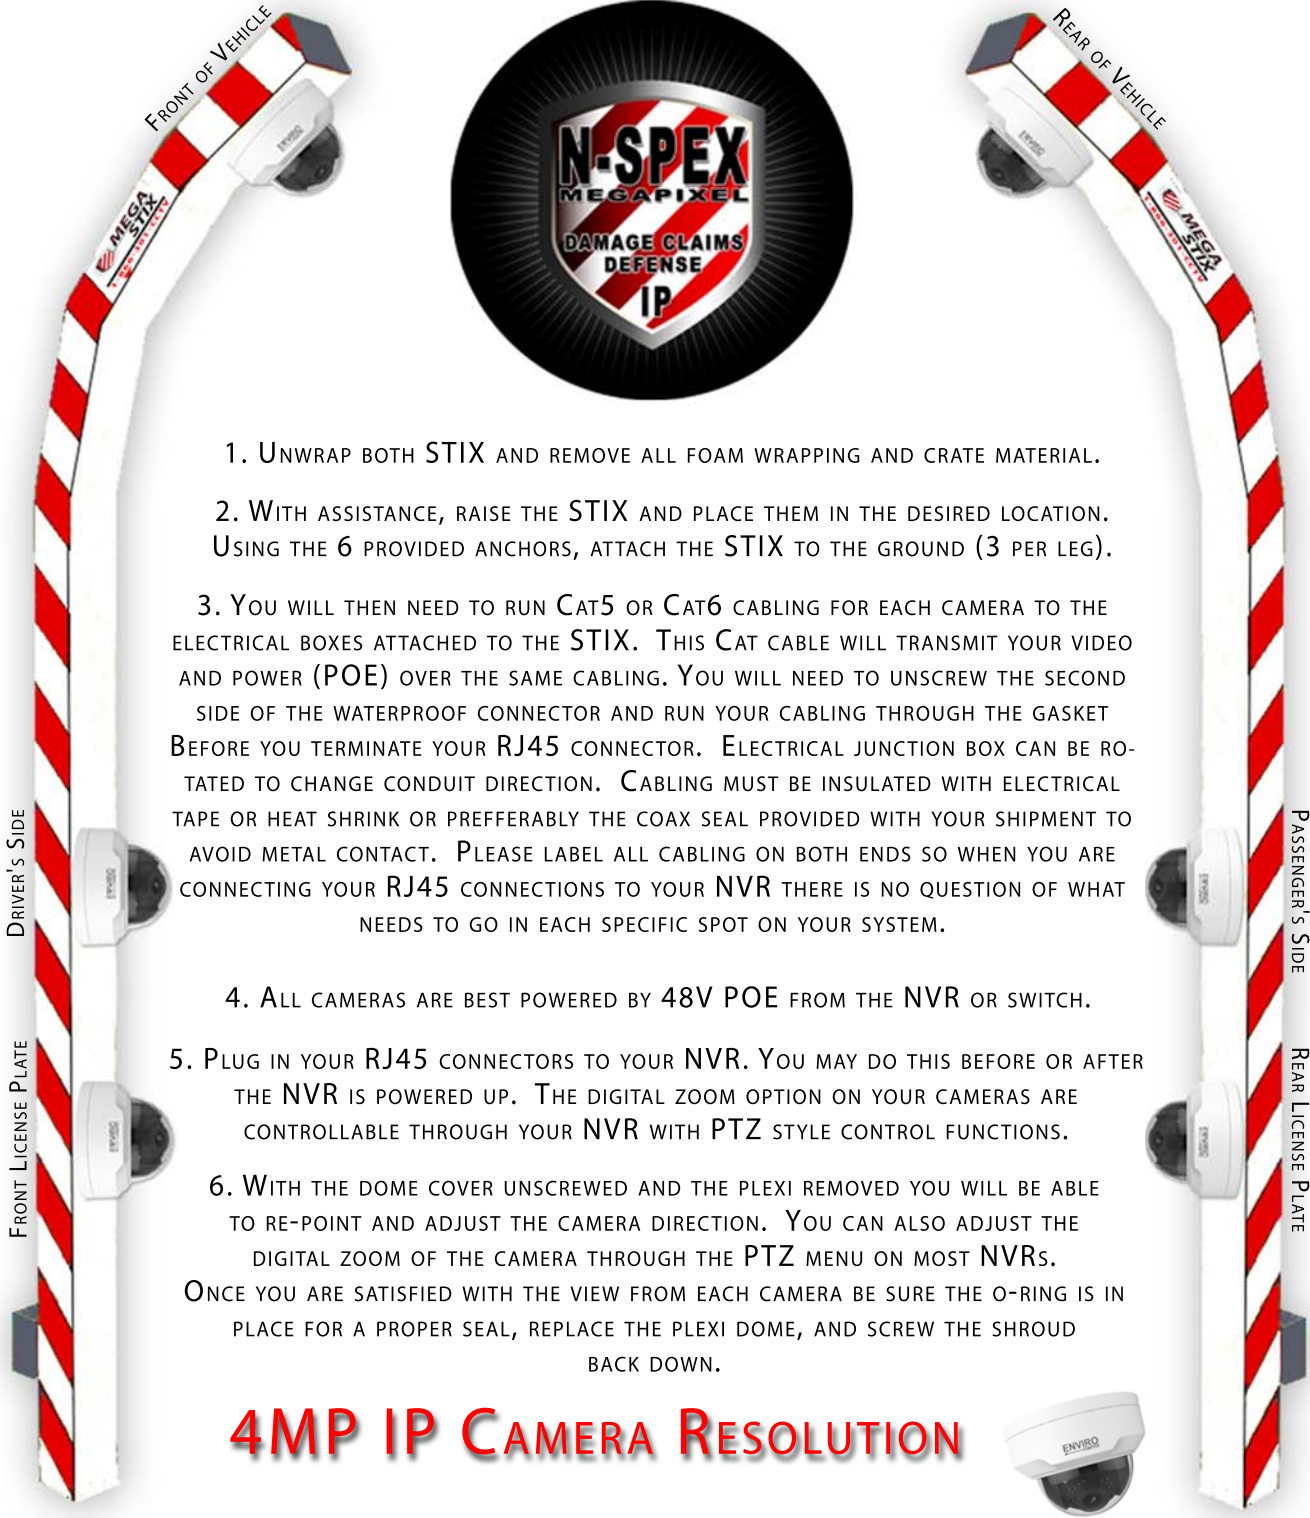 Front of Vehicle
Rear of Vehicle
N-SPEX
MEGAPIXEL
DAMAGE CLAIMS
DEFENSE
IP
ENVIRO
ENVIRO
MEGA
STIX
1-866-301-CCTV
MEGA
STIX
1-866-301-CCTV
1. Unwrap both STIX and remove all foam wrapping and crate material.
2. With assistance, raise the STIX and place them in the desired location.
Using the 6 provided anchors, attach the STIX to the ground (3 per leg).
3. You will then need to run Cat5 or Cat6 cabling for each camera to the
electrical boxes attached to the STIX. This Cat cable will transmit your video
and power (POE) over the same cabling. You will need to unscrew the second
side of the waterproof connector and run your cabling through the gasket
Before you terminate your RJ45 connector. Electrical junction box can be ro-
tated to change conduit direction. Cabling must be insulated with electrical
tape or heat shrink or prefferably the coax seal provided with your shipment to
avoid metal contact. Please label all cabling on both ends so when you are
connecting your RJ45 connections to your NVR there is no question of what
needs to go in each specific spot on your system.
Driver's Side
Passenger's Side
ENVIRO
ENVIRO
4. All cameras are best powered by 48V POE from the NVR or switch.
5. Plug in your RJ45 connectors to your NVR. You may do this before or after
the NVR is powered up. The digital zoom option on your cameras are
controllable through your NVR with PTZ style control functions.
Front License Plate
Rear License Plate
ENVIRO
ENVIRO
6. With the dome cover unscrewed and the plexi removed you will be able
to re-point and adjust the camera direction. You can also adjust the
digital zoom of the camera through the PTZ menu on most NVRs.
Once you are satisfied with the view from each camera be sure the o-ring is in
place for a proper seal, replace the plexi dome, and screw the shroud
back down.
4MP IP Camera Resolution
ENVIRO